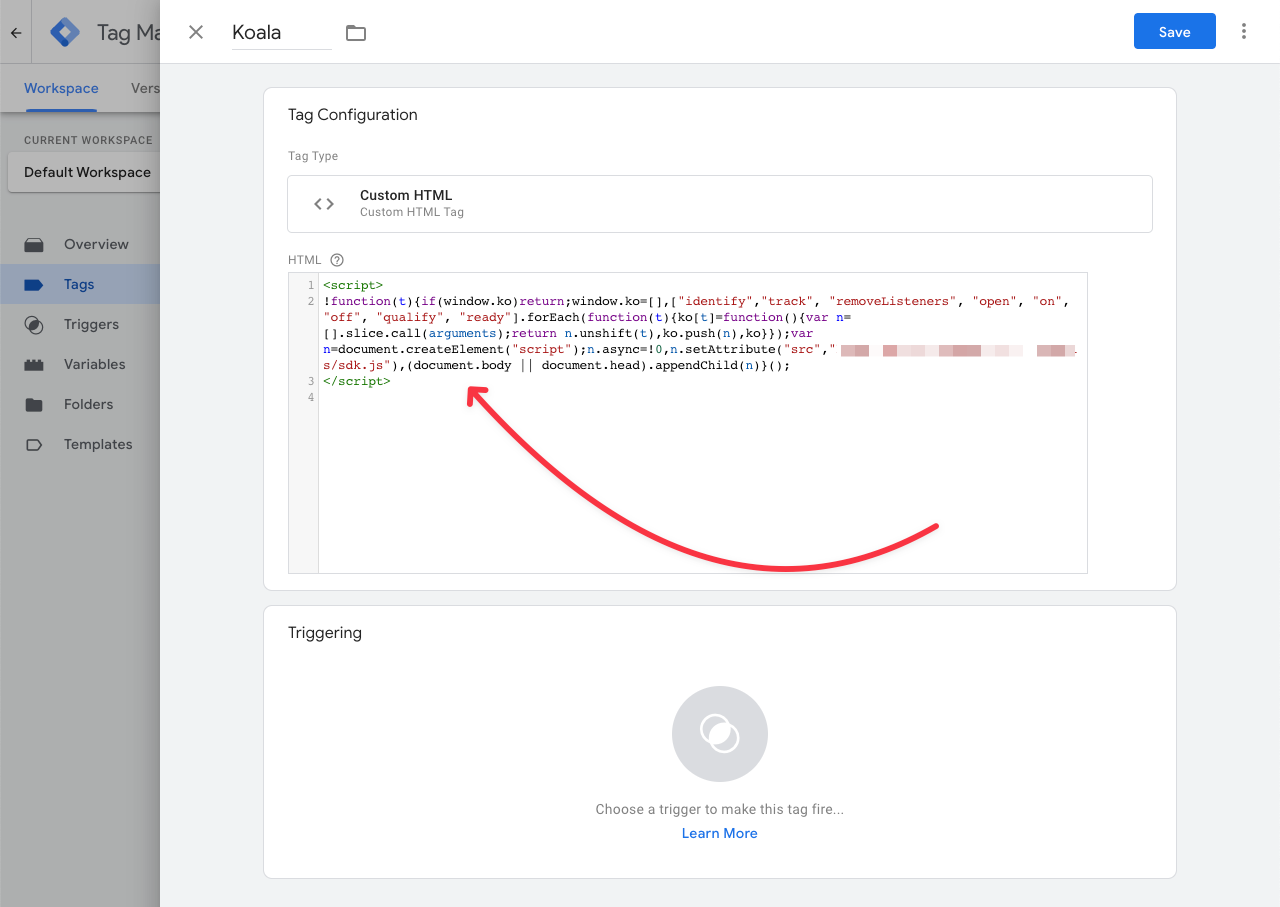 Tag Ma
Koala
Save
Workspace
Vers
CURRENT WORKSPACE
Default Workspace
Overview
Tags
Triggers
Variables
Folders
Templates
Tag Configuration
Tag Type
Custom HTML
Custom HTML Tag
HTML ?
1 <script>
2 !function(t){if(window.ko)return;window.ko=[],["identify","track", "removeListeners", "open", "on",
"off", "qualify", "ready"].forEach(function(t){ko[t]=function(){var n=
[].slice.call(arguments);return n.unshift(t),ko.push(n),ko}});var
n=document.createElement("script");n.async=!0,n.setAttribute("src","
s/sdk.js"),(document.body || document.head).appendChild(n)}();
3 </script>
4
Triggering
Choose a trigger to make this tag fire...
Learn More